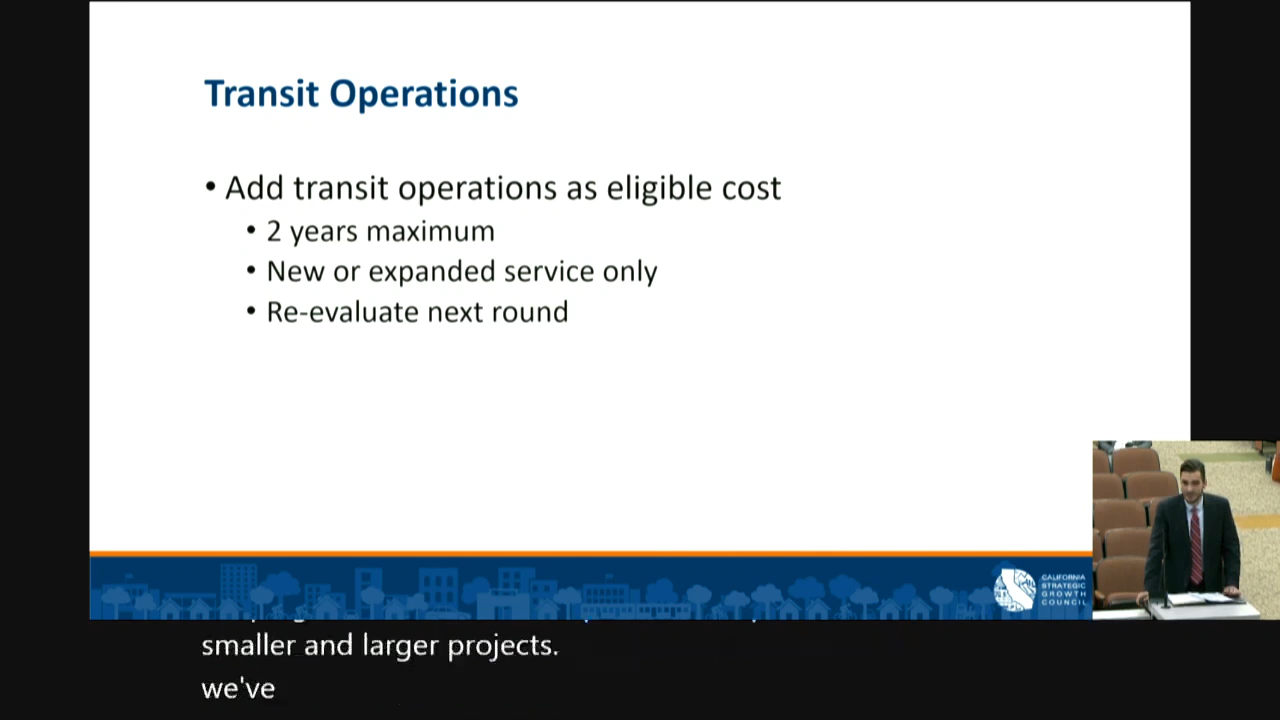 Transit Operations
• Add transit operations as eligible cost
• 2 years maximum
• New or expanded service only
• Re-evaluate next round
CALIFORNIA
STRATEGIC
GROWTH
COUNCIL
smaller and larger projects.
we've